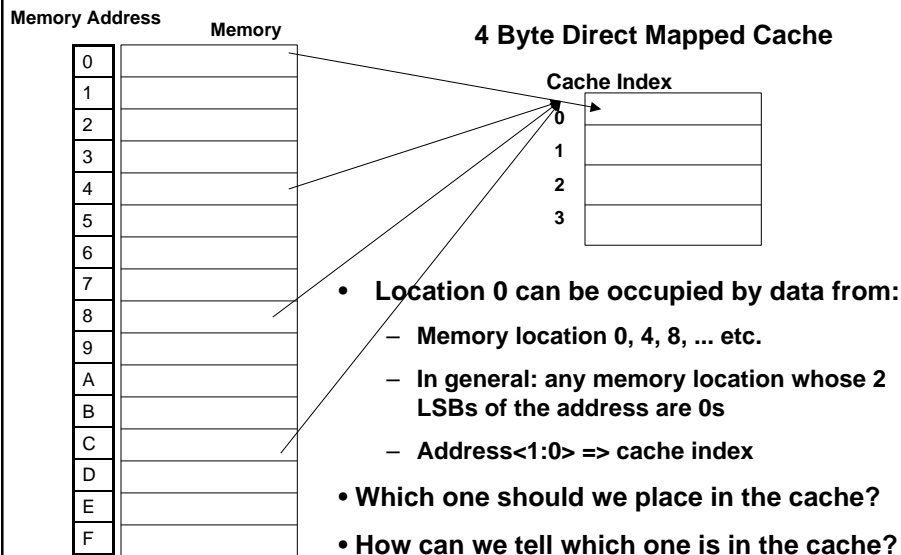 Memory Address
Memory
0
1
2
3
4
5
6
7
8
9
A
B
C
D
E
F
4 Byte Direct Mapped Cache
Cache Index
0
1
2
3
• Location 0 can be occupied by data from:
– Memory location 0, 4, 8, ... etc.
– In general: any memory location whose 2
LSBs of the address are 0s
– Address<1:0> => cache index
• Which one should we place in the cache?
• How can we tell which one is in the cache?